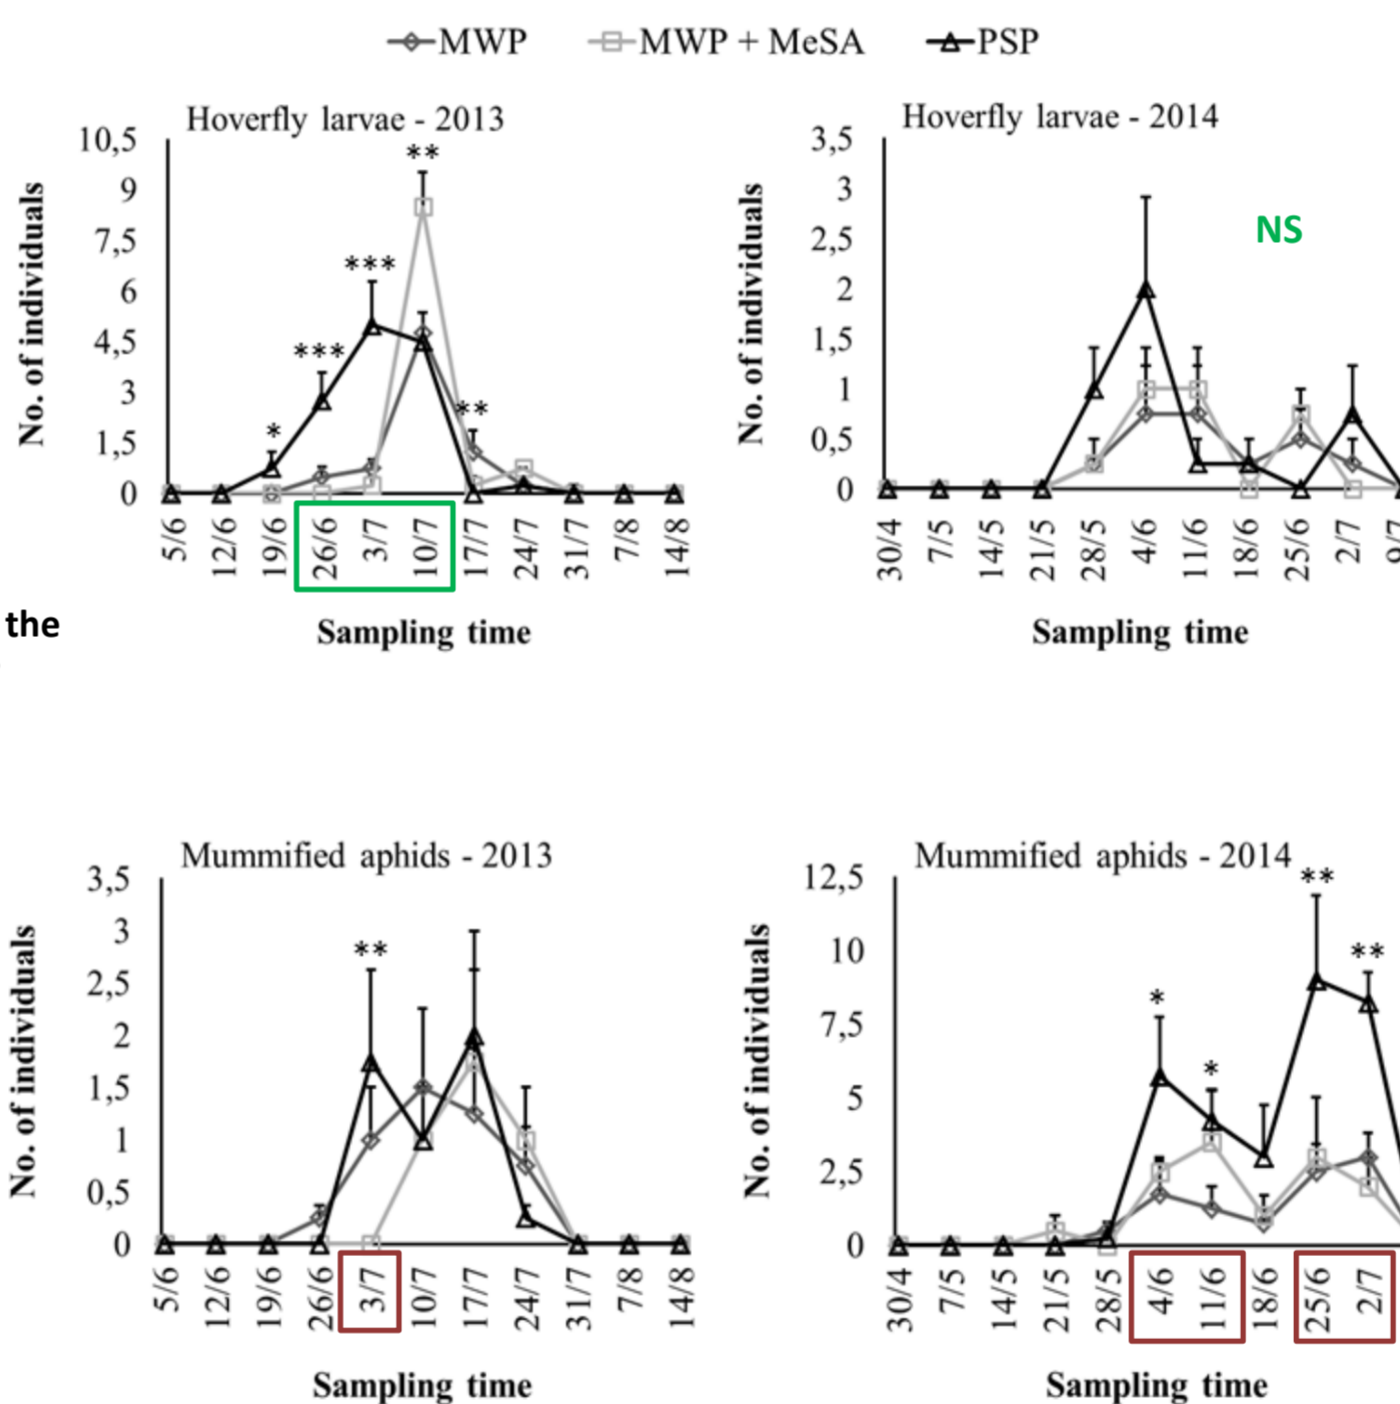 MWP MWP + MeSA PSP
Hoverfly larvae - 2013
No. of individuals
10,5
9
7,5
6
4,5
3
1,5
0
*
***
***
**
**
5/6 12/6 19/6 26/6 3/7 10/7 17/7 24/7 31/7 7/8 14/8
Sampling time
Hoverfly larvae - 2014
No. of individuals
3,5
3
2,5
2
1,5
1
0,5
0
NS
30/4 7/5 14/5 21/5 28/5 4/6 11/6 18/6 25/6 2/7 9/7
Sampling time
the
Mummified aphids - 2013
No. of individuals
3,5
3
2,5
2
1,5
1
0,5
0
**
5/6 12/6 19/6 26/6 3/7 10/7 17/7 24/7 31/7 7/8 14/8
Sampling time
Mummified aphids - 2014
No. of individuals
12,5
10
7,5
5
2,5
0
*
*
**
**
30/4 7/5 14/5 21/5 28/5 4/6 11/6 18/6 25/6 2/7
Sampling time